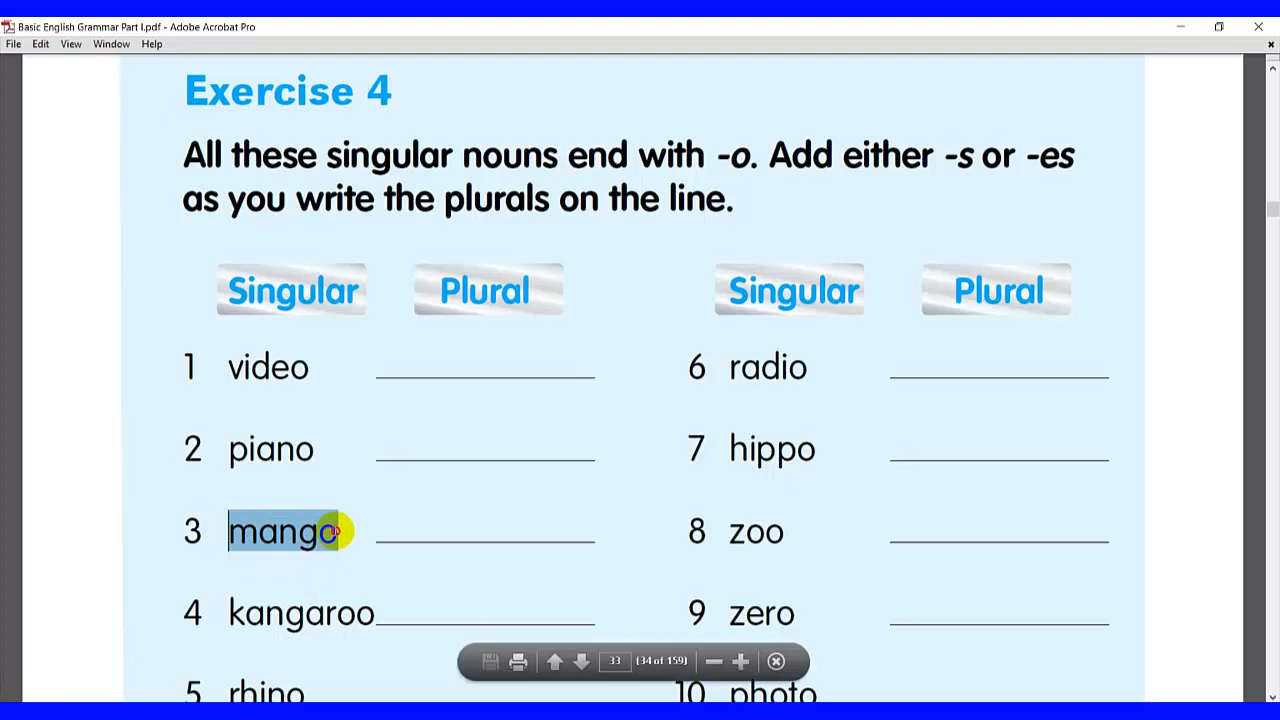 Basic English Grammar Part I.pdf - Adobe Acrobat Pro
File Edit View Window Help
Exercise 4
All these singular nouns end with -o. Add either -s or -es
as you write the plurals on the line.
Singular Plural Singular Plural
1 video 6 radio
2 piano 7 hippo
3 mango 8 zoo
4 kangaroo 9 zero
33 (34 of 159)
5 rhino 10 photo